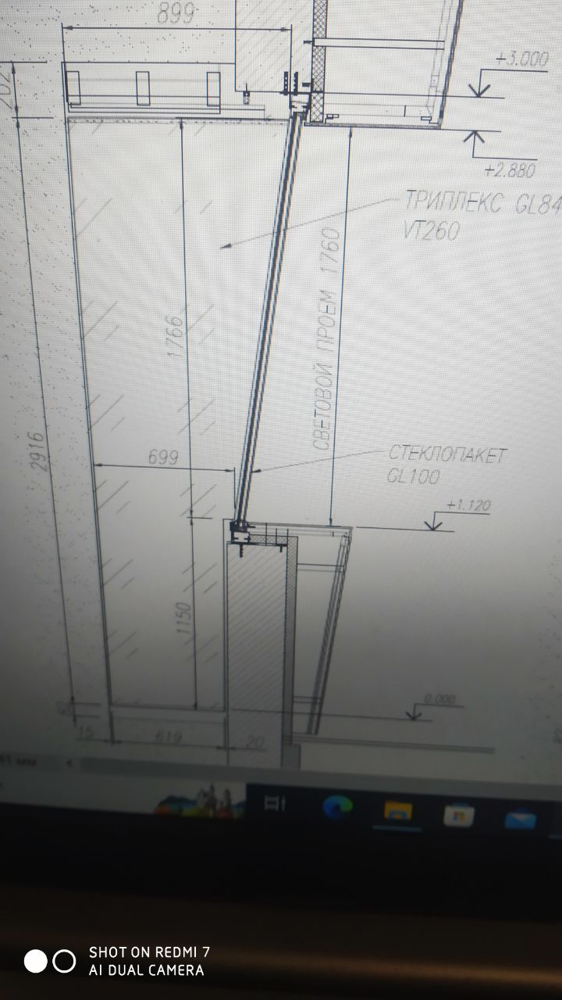 899
+3.000
202
+2.880
ТРИПЛЕКС GL84
VT260
СВЕТОВОЙ ПРОЕМ 1760
1766
2916
699
СТЕКЛОПАКЕТ
GL100
+1.120
1150
0.000
15
619
20
SHOT ON REDMI 7
AI DUAL CAMERA